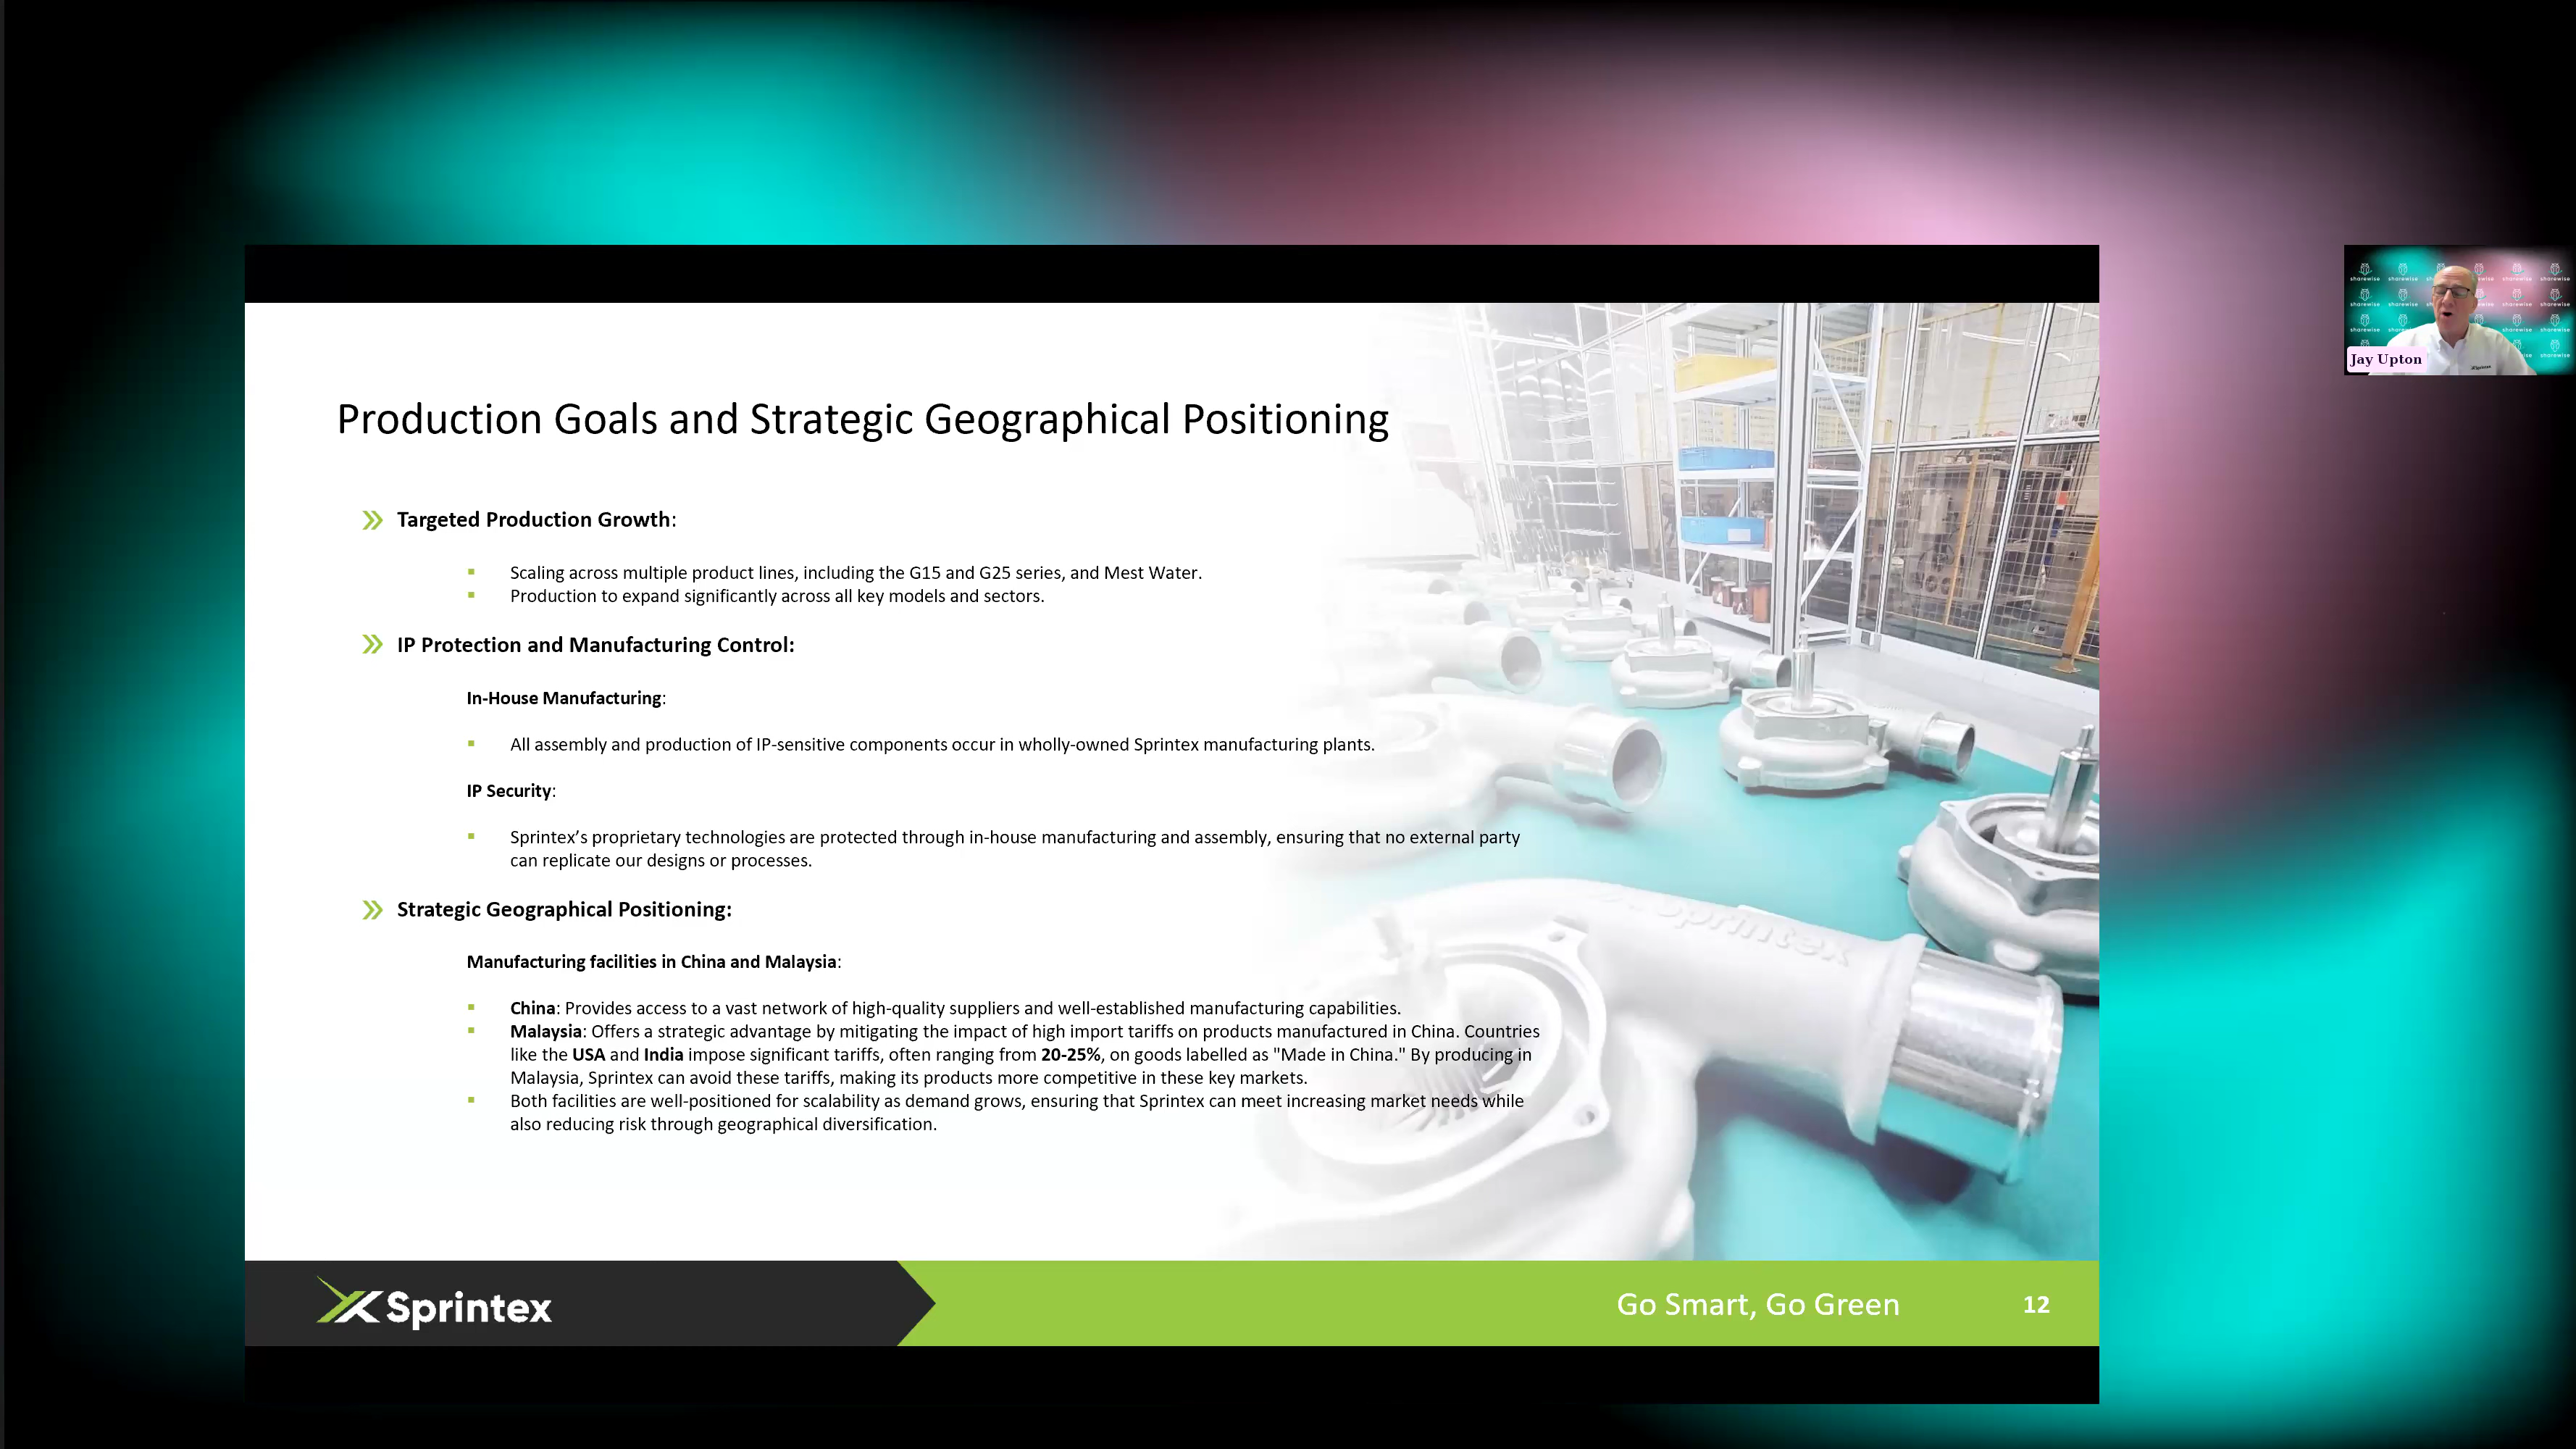 Production Goals and Strategic Geographical Positioning
Targeted Production Growth:
Scaling across multiple product lines, including the G15 and G25 series, and Mest Water.
Production to expand significantly across all key models and sectors.
IP Protection and Manufacturing Control:
In-House Manufacturing:
All assembly and production of IP-sensitive components occur in wholly-owned Sprintex manufacturing plants.
IP Security:
Sprintex’s proprietary technologies are protected through in-house manufacturing and assembly, ensuring that no external party
can replicate our designs or processes.
Strategic Geographical Positioning:
Manufacturing facilities in China and Malaysia:
China: Provides access to a vast network of high-quality suppliers and well-established manufacturing capabilities.
Malaysia: Offers a strategic advantage by mitigating the impact of high import tariffs on products manufactured in China. Countries
like the USA and India impose significant tariffs, often ranging from 20-25%, on goods labelled as "Made in China." By producing in
Malaysia, Sprintex can avoid these tariffs, making its products more competitive in these key markets.
Both facilities are well-positioned for scalability as demand grows, ensuring that Sprintex can meet increasing market needs while
also reducing risk through geographical diversification.
sprintex
Sprintex
Go Smart, Go Green
12
sharewise
Jay Upton